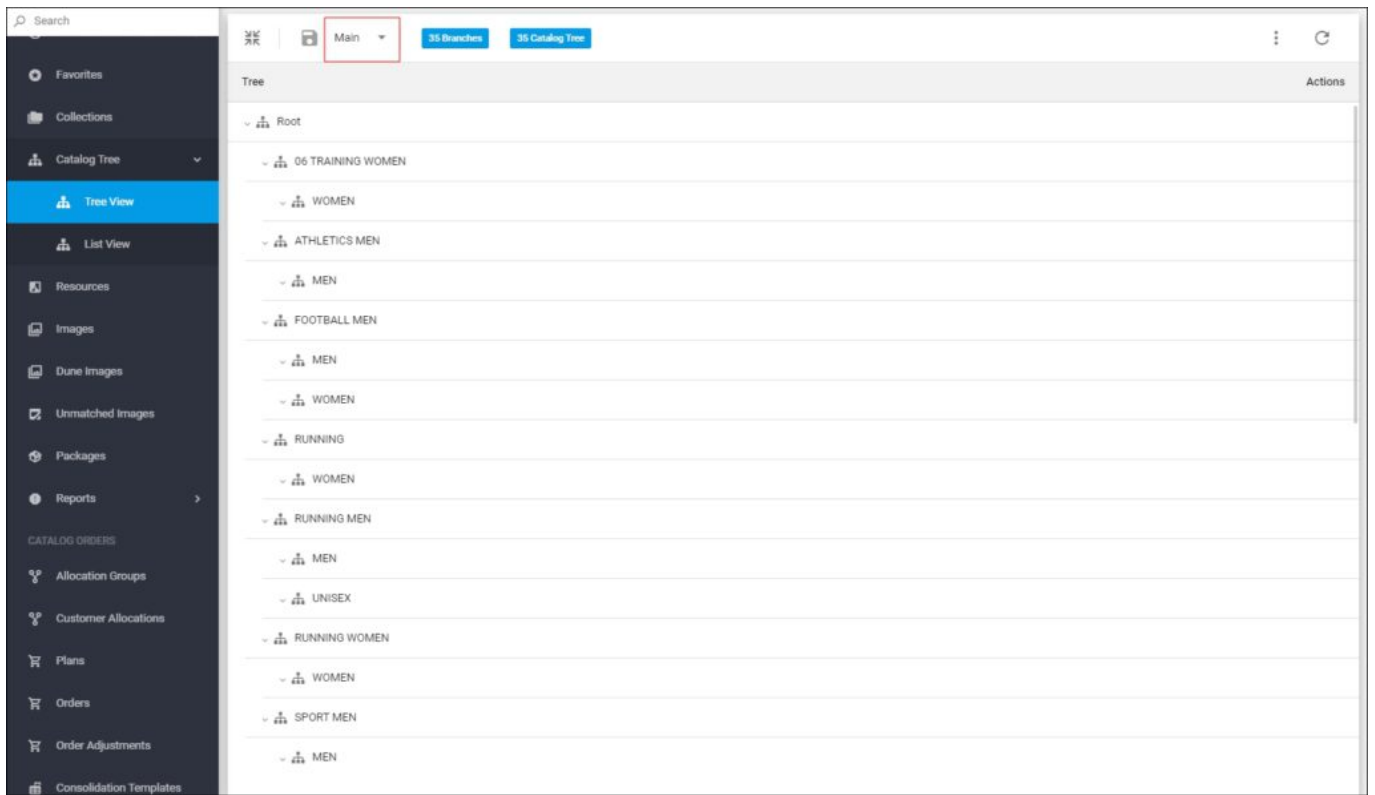 Search
Favorites
Collections
Catalog Tree
Tree View
List View
Resources
Images
Dune Images
Unmatched Images
Packages
Reports
CATALOG ORDERS
Allocation Groups
Customer Allocations
Plans
Orders
Order Adjustments
Consolidation Templates
Main 35 Branches 35 Catalog Tree
Tree Actions
Root
06 TRAINING WOMEN
WOMEN
ATHLETICS MEN
MEN
FOOTBALL MEN
MEN
WOMEN
RUNNING
WOMEN
RUNNING MEN
MEN
UNISEX
RUNNING WOMEN
WOMEN
SPORT MEN
MEN